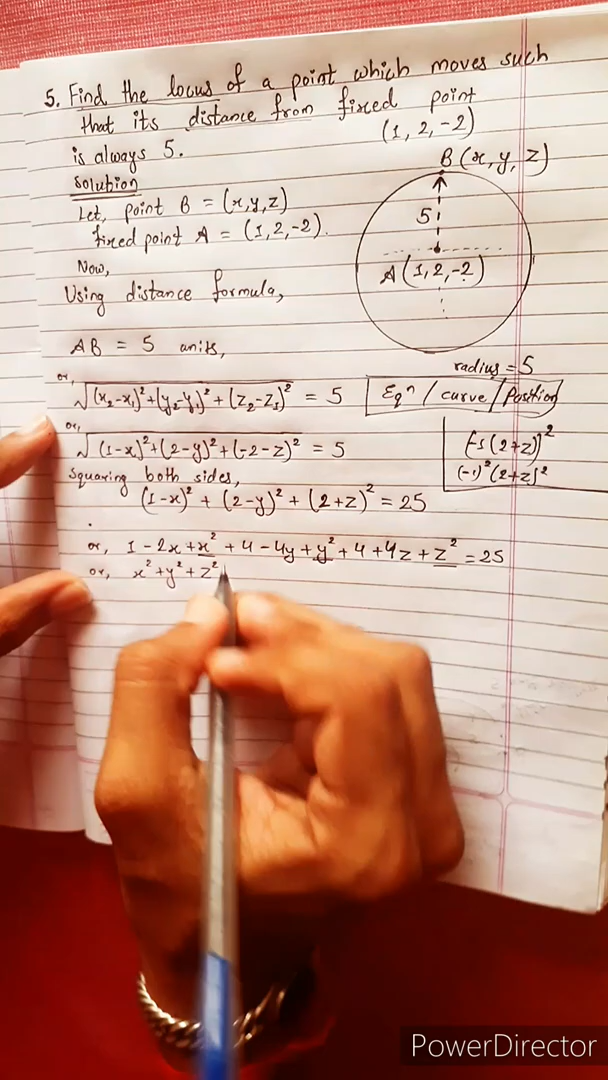 5. Find the locus of a point which moves such
that its distance from fixed point
(1, 2, -2)
is always 5.
Solution
Let, point B = (x,y,z)
fixed point A = (1,2,-2).
Now,
Using distance formula,
B (x, y, z)
5
A (1, 2, -2)
radius = 5
AB = 5 units,
or, √(x₂-x₁)²+(y₂-y₁)²+(z₂-z₁)² = 5
Eqⁿ / curve / Position
or, √(1-x)²+(2-y)²+(-2-z)² = 5
{-1(2+z)}²
(-1)²(2+z)²
Squaring both sides,
(1-x)² + (2-y)² + (2+z)² = 25
or, 1 - 2x + x² + 4 - 4y + y² + 4 + 4z + z² = 25
or, x² + y² + z²
PowerDirector